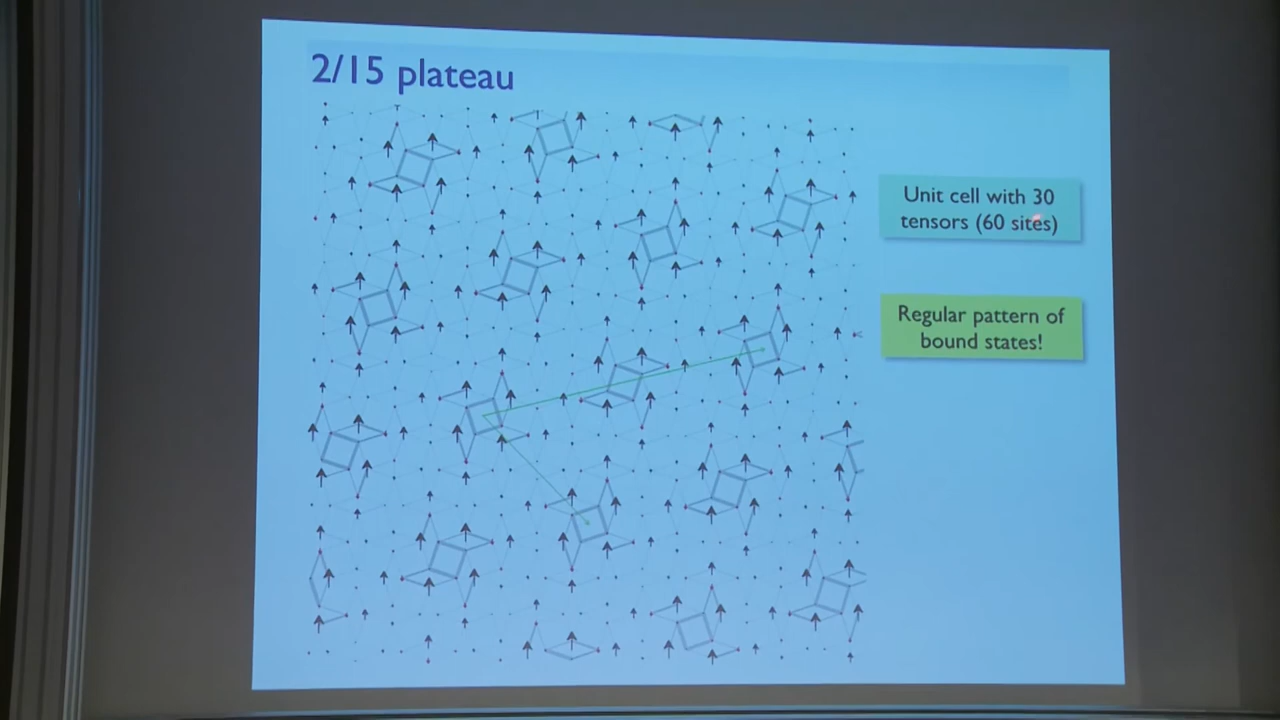 2/15 plateau
Unit cell with 30
tensors (60 sites)
Regular pattern of
bound states!